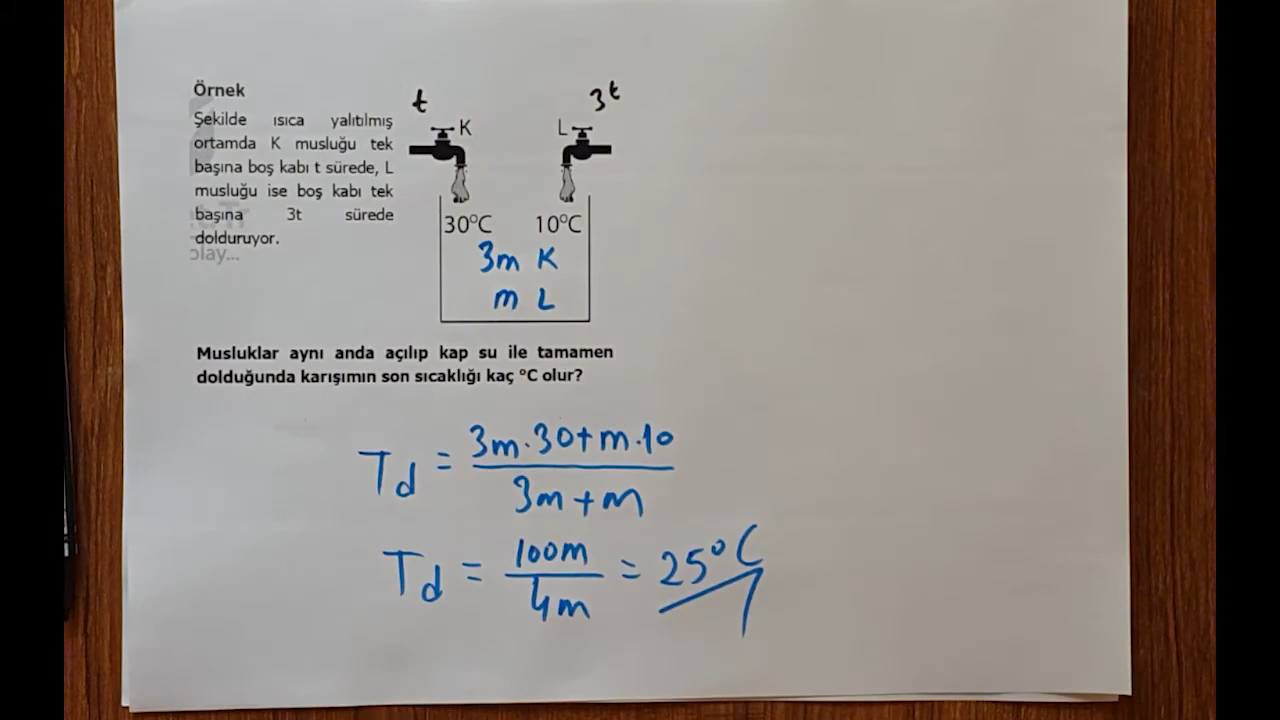 Örnek
Şekilde ısıca yalıtılmış
ortamda K musluğu tek
başına boş kabı t sürede, L
musluğu ise boş kabı tek
başına 3t sürede
dolduruyor.
olay...
t
3t
K
L
30°C 10°C
3m K
m L
Musluklar aynı anda açılıp kap su ile tamamen
dolduğunda karışımın son sıcaklığı kaç °C olur?
Td = 3m·30+m·10
3m+m
Td = 100m = 25°C
4m